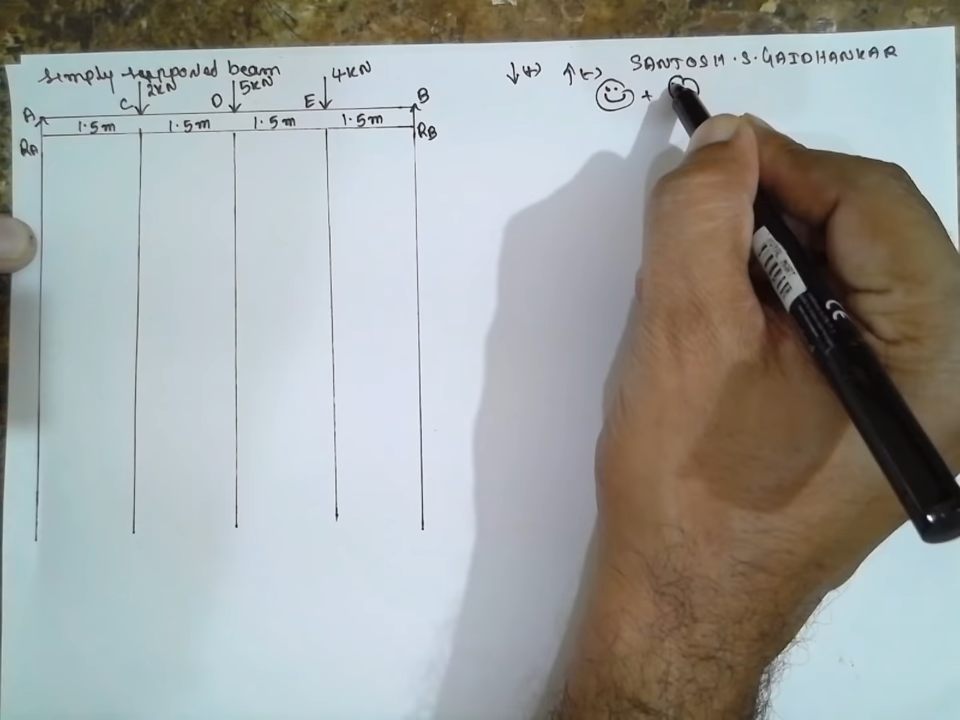 Simply supported beam
SANTOSH.S.GAIDHANKAR
↓(+) ↑(-)
+
2kN 5kN 4kN
A C D E B
1.5m 1.5m 1.5m 1.5m
RA RB